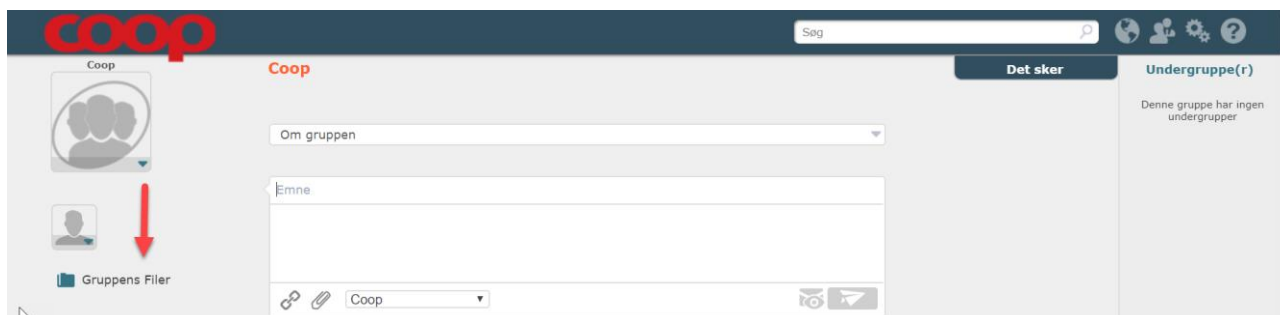 coop
Søg
Coop
Coop
Det sker
Undergruppe(r)
Denne gruppe har ingen
undergrupper
Om gruppen
Emne
Gruppens Filer
Coop